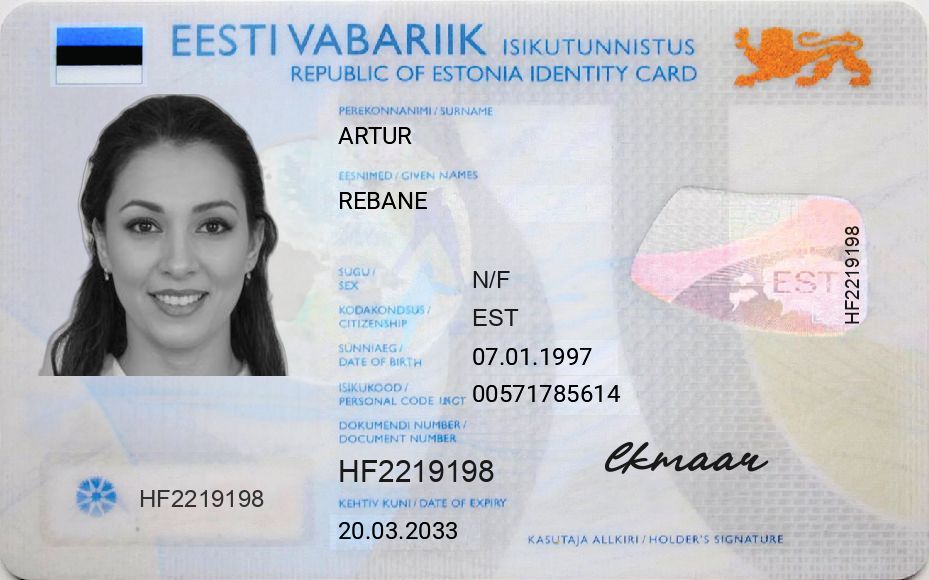 EESTI VABARIIK ISIKUTUNNISTUS
REPUBLIC OF ESTONIA IDENTITY CARD
PEREKONNANIMI / SURNAME
ARTUR
EESNIMED / GIVEN NAMES
REBANE
SUGU /
SEX
N/F
KODAKONDSUS /
CITIZENSHIP
EST
SÜNNIAEG /
DATE OF BIRTH
07.01.1997
ISIKUKOOD /
PERSONAL CODE
00571785614
DOKUMENDI NUMBER /
DOCUMENT NUMBER
HF2219198
KEHTIV KUNI / DATE OF EXPIRY
20.03.2033
HF2219198
EST
HF2219198
KASUTAJA ALLKIRI / HOLDER'S SIGNATURE